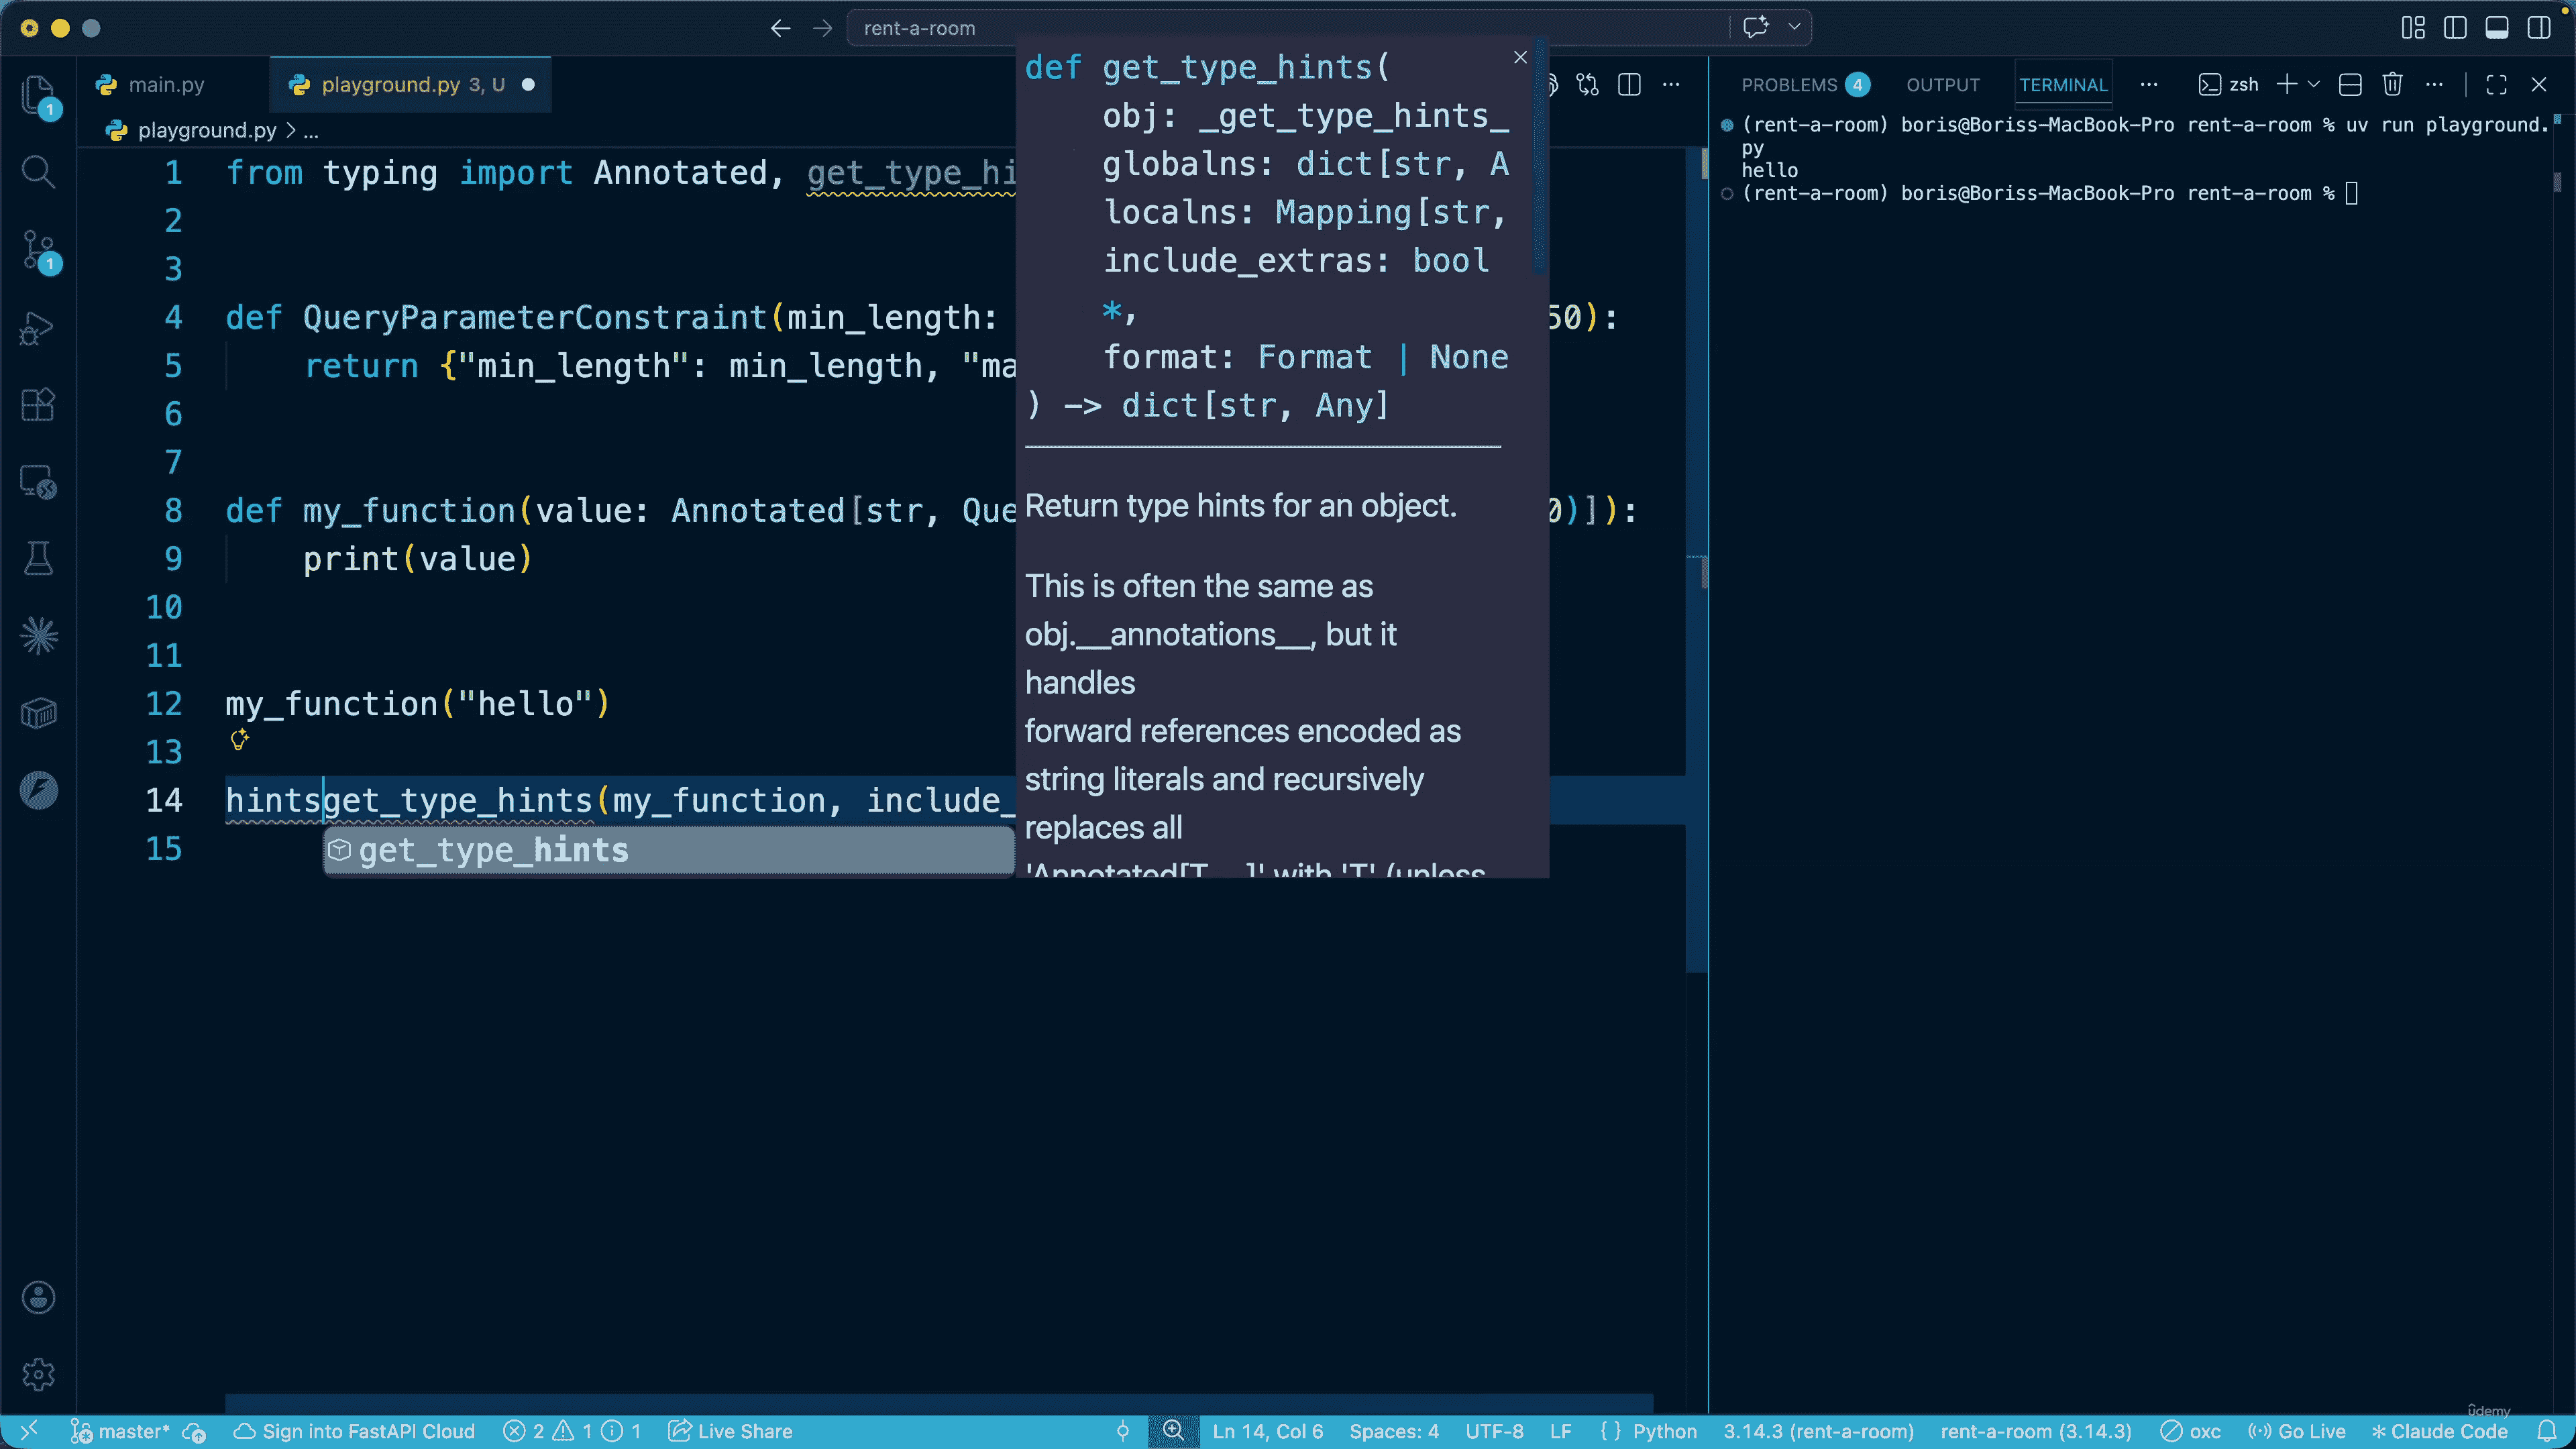 rent-a-room
main.py
playground.py 3, U
playground.py > ...
1 from typing import Annotated, get_type_hi
2
3
4 def QueryParameterConstraint(min_length: 50):
5 return {"min_length": min_length, "ma
6
7
8 def my_function(value: Annotated[str, Que 0)]):
9 print(value)
10
11
12 my_function("hello")
13
14 hintsget_type_hints(my_function, include_
15
get_type_hints
def get_type_hints(
obj: _get_type_hints_
globalns: dict[str, A
localns: Mapping[str,
include_extras: bool
*,
format: Format | None
) -> dict[str, Any]
Return type hints for an object.
This is often the same as
obj.__annotations__, but it
handles
forward references encoded as
string literals and recursively
replaces all
'Annotated[T, ...]' with 'T' (unless
PROBLEMS 4 OUTPUT TERMINAL ... zsh
(rent-a-room) boris@Boriss-MacBook-Pro rent-a-room % uv run playground.
py
hello
(rent-a-room) boris@Boriss-MacBook-Pro rent-a-room %
1
1
master* Sign into FastAPI Cloud 2 1 1 Live Share Ln 14, Col 6 Spaces: 4 UTF-8 LF { } Python 3.14.3 (rent-a-room) rent-a-room (3.14.3) oxc Go Live Claude Code
ûdemy